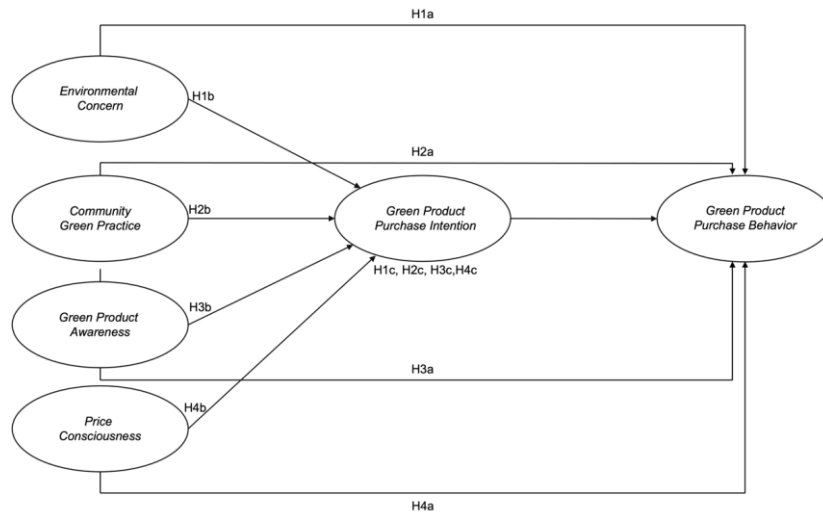 H1a
Environmental
Concern
H1b
H2a
Community
Green Practice
H2b
Green Product
Purchase Intention
Green Product
Purchase Behavior
H1c, H2c, H3c,H4c
Green Product
Awareness
H3b
H3a
Price
Consciousness
H4b
H4a